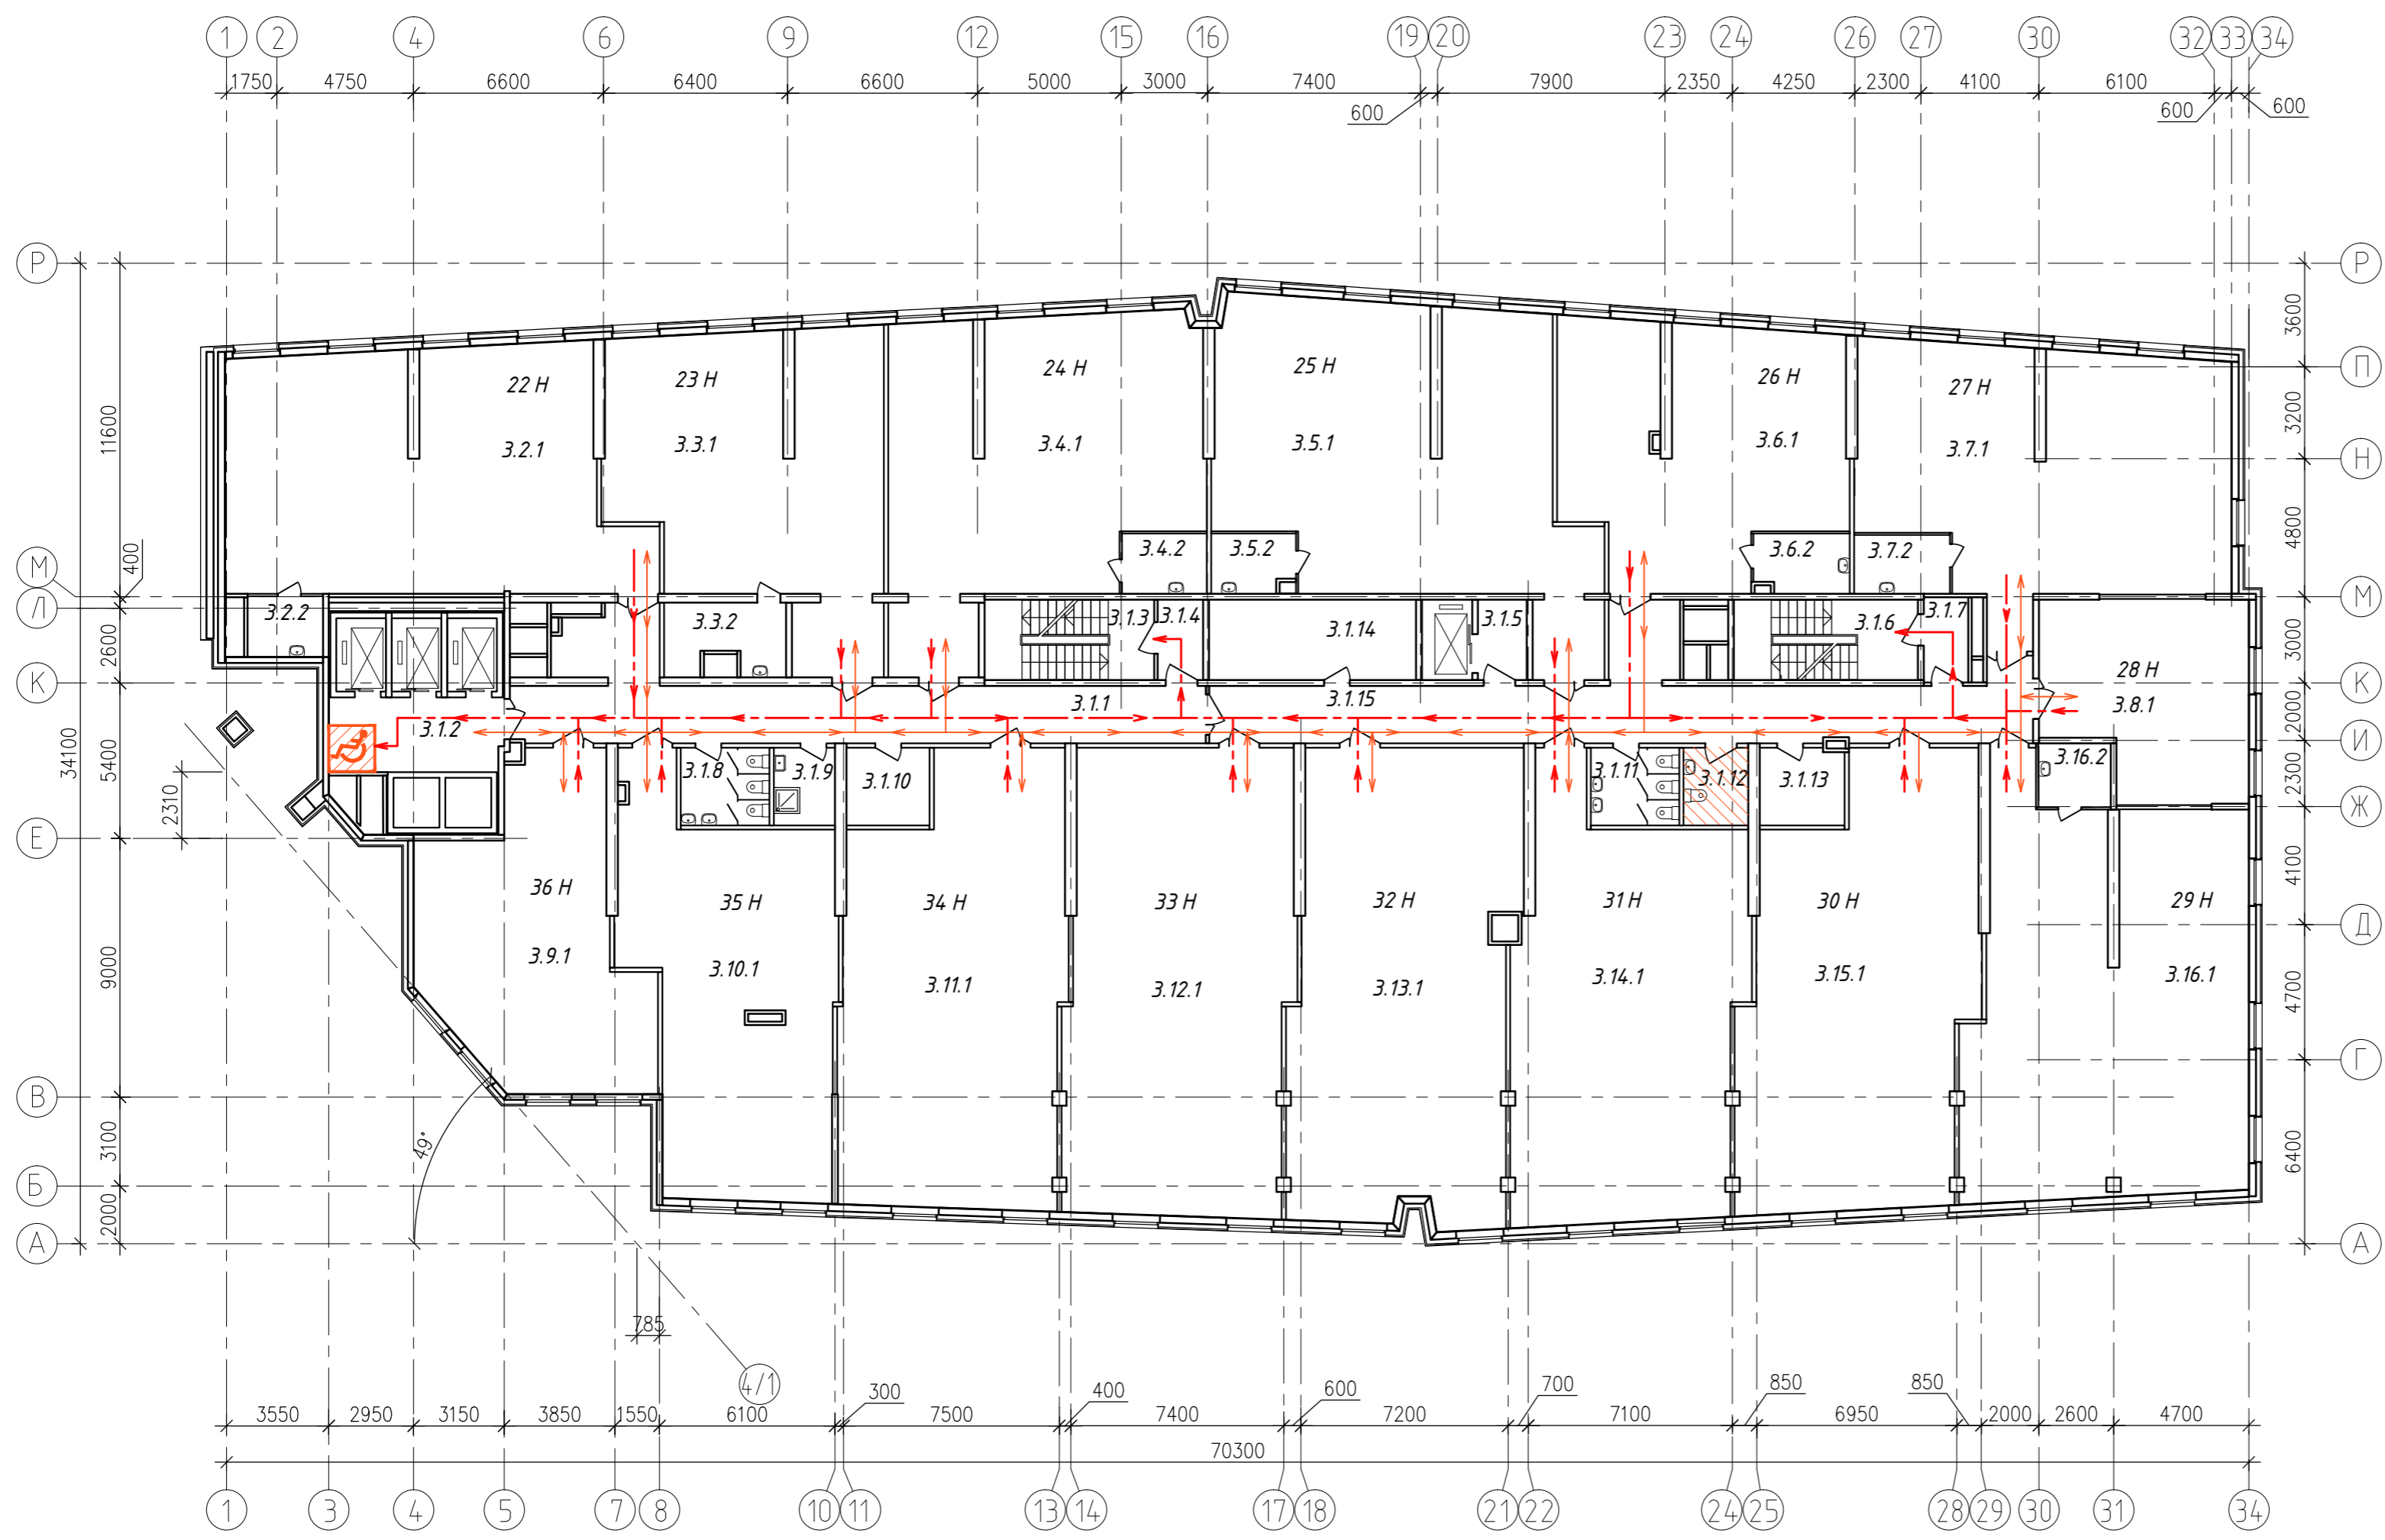 1 2 4 6 9 12 15 16 19 20 23 24 26 27 30 32 33 34
1750 4750 6600 6400 6600 5000 3000 7400 7900 2350 4250 2300 4100 6100
600 600 600
Р Р
3600
П
22 Н 23 Н 24 Н 25 Н 26 Н 27 Н
11600
3200
3.2.1 3.3.1 3.4.1 3.5.1 3.6.1 3.7.1
Н
4800
400
3.4.2 3.5.2 3.6.2 3.7.2
М М
Л
3.2.2 3.3.2 3.1.3 3.1.4 3.1.14 3.1.5 3.1.6 3.1.7
2600
3000
28 Н
К К
3.1.1 3.1.15 3.8.1
2000
3.1.2
34100
5400
И
3.1.8 3.1.9 3.1.10 3.1.11 3.1.12 3.1.13 3.16.2
2310
2300
Е Ж
4100
36 Н 35 Н 34 Н 33 Н 32 Н 31 Н 30 Н 29 Н
Д
3.9.1 3.10.1 3.11.1 3.12.1 3.13.1 3.14.1 3.15.1 3.16.1
9000
4700
Г
В
49°
3100
6400
Б
2000
А А
785
4/1
300 400 600 700 850 850
3550 2950 3150 3850 1550 6100 7500 7400 7200 7100 6950 2000 2600 4700
70300
1 3 4 5 7 8 10 11 13 14 17 18 21 22 24 25 28 29 30 31 34